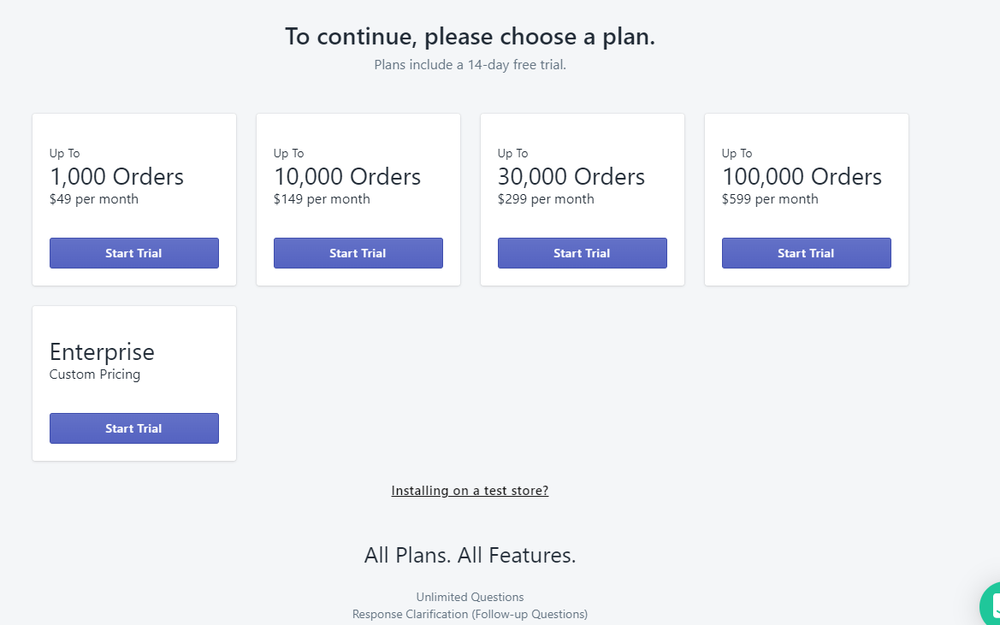 To continue, please choose a plan.
Plans include a 14-day free trial.
Up To
1,000 Orders
$49 per month
Start Trial
Up To
10,000 Orders
$149 per month
Start Trial
Up To
30,000 Orders
$299 per month
Start Trial
Up To
100,000 Orders
$599 per month
Start Trial
Enterprise
Custom Pricing
Start Trial
Installing on a test store?
All Plans. All Features.
Unlimited Questions
Response Clarification (Follow-up Questions)